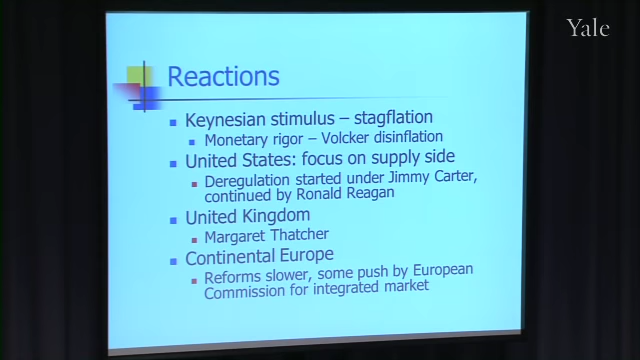 Yale
Reactions
Keynesian stimulus – stagflation
Monetary rigor – Volcker disinflation
United States: focus on supply side
Deregulation started under Jimmy Carter,
continued by Ronald Reagan
United Kingdom
Margaret Thatcher
Continental Europe
Reforms slower, some push by European
Commission for integrated market